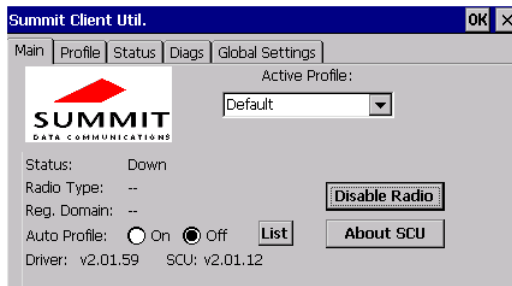 Summit Client Util. OK ×
Main Profile Status Diags Global Settings
Active Profile:
Default
SUMMIT
DATA COMMUNICATIONS
Status: Down
Radio Type: --
Disable Radio
Reg. Domain: --
Auto Profile: On Off List About SCU
Driver: v2.01.59 SCU: v2.01.12